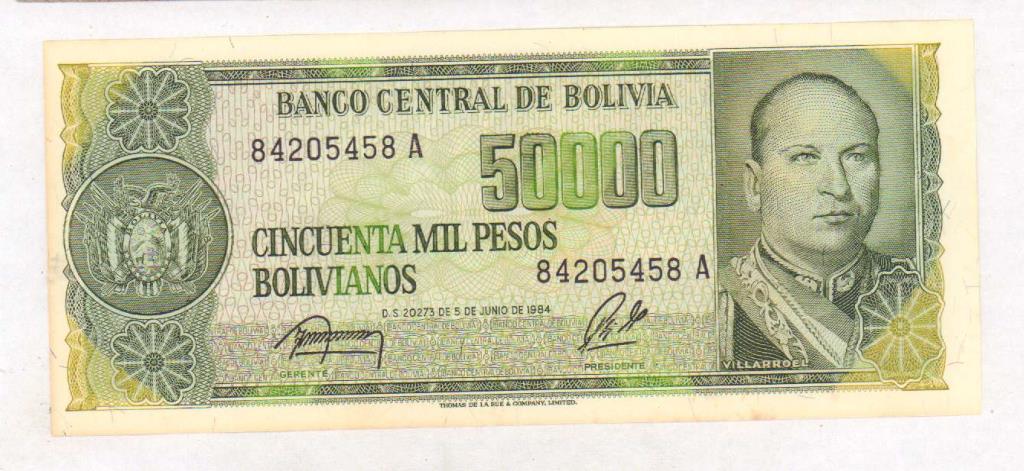 BANCO CENTRAL DE BOLIVIA
84205458 A
50000
CINCUENTA MIL PESOS
BOLIVIANOS
84205458 A
D.S. 20273 DE 5 DE JUNIO DE 1984
GERENTE
PRESIDENTE
VILLARROEL
THOMAS DE LA RUE & COMPANY, LIMITED.